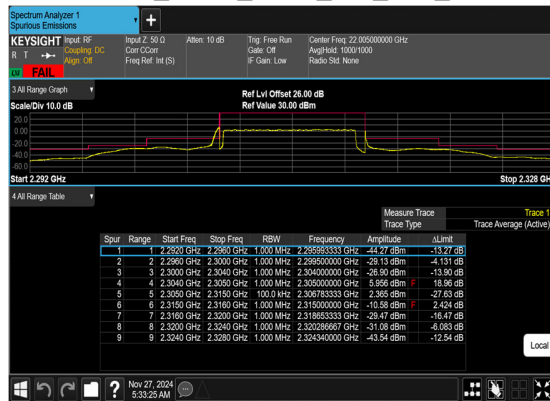 Spectrum Analyzer 1
Spurious Emissions
KEYSIGHT Input: RF Input Z: 50 Ω Atten: 10 dB Trig: Free Run Center Freq: 22.005000000 GHz
R T Coupling: DC Corr CCorr Gate: Off Avg|Hold: 1000/1000
Align: Off Freq Ref: Int (S) IF Gain: Low Radio Std: None
FAIL
3 All Range Graph
Ref Lvl Offset 26.00 dB
Scale/Div 10.0 dB Ref Value 30.00 dBm
20.0
0.00
-20.0
-40.0
-60.0
Start 2.292 GHz Stop 2.328 GH
4 All Range Table
Measure Trace Trace 1
Trace Type Trace Average (Active)
Spur Range Start Freq Stop Freq RBW Frequency Amplitude ΔLimit
1 1 2.2920 GHz 2.2960 GHz 1.000 MHz 2.295993333 GHz -44.27 dBm -13.27 dB
2 2 2.2960 GHz 2.3000 GHz 1.000 MHz 2.299500000 GHz -29.13 dBm -4.131 dB
3 3 2.3000 GHz 2.3040 GHz 1.000 MHz 2.304000000 GHz -26.90 dBm -13.90 dB
4 4 2.3040 GHz 2.3050 GHz 1.000 MHz 2.305000000 GHz 5.956 dBm F 18.96 dB
5 5 2.3050 GHz 2.3150 GHz 100.0 kHz 2.306783333 GHz 2.365 dBm -27.63 dB
6 6 2.3150 GHz 2.3160 GHz 1.000 MHz 2.315000000 GHz -10.58 dBm F 2.424 dB
7 7 2.3160 GHz 2.3200 GHz 1.000 MHz 2.318653333 GHz -29.47 dBm -16.47 dB
8 8 2.3200 GHz 2.3240 GHz 1.000 MHz 2.320286667 GHz -31.08 dBm -6.083 dB
9 9 2.3240 GHz 2.3280 GHz 1.000 MHz 2.324340000 GHz -43.54 dBm -12.54 dB
Local
? Nov 27, 2024
5:33:25 AM